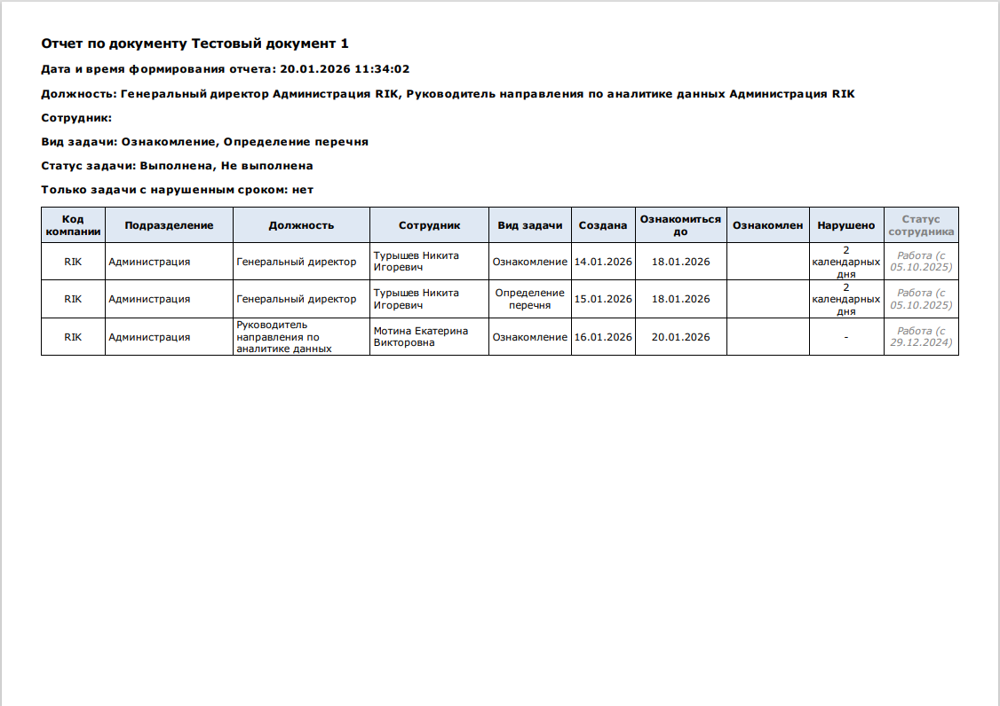 Отчет по документу Тестовый документ 1
Дата и время формирования отчета: 20.01.2026 11:34:02
Должность: Генеральный директор Администрация RIK, Руководитель направления по аналитике данных Администрация RIK
Сотрудник:
Вид задачи: Ознакомление, Определение перечня
Статус задачи: Выполнена, Не выполнена
Только задачи с нарушенным сроком: нет
Код компании Подразделение Должность Сотрудник Вид задачи Создана Ознакомиться до Ознакомлен Нарушено Статус сотрудника
RIK Администрация Генеральный директор Турышев Никита Игоревич Ознакомление 14.01.2026 18.01.2026 2 календарных дня Работа (с 05.10.2025)
RIK Администрация Генеральный директор Турышев Никита Игоревич Определение перечня 15.01.2026 18.01.2026 2 календарных дня Работа (с 05.10.2025)
RIK Администрация Руководитель направления по аналитике данных Мотина Екатерина Викторовна Ознакомление 16.01.2026 20.01.2026 - Работа (с 29.12.2024)